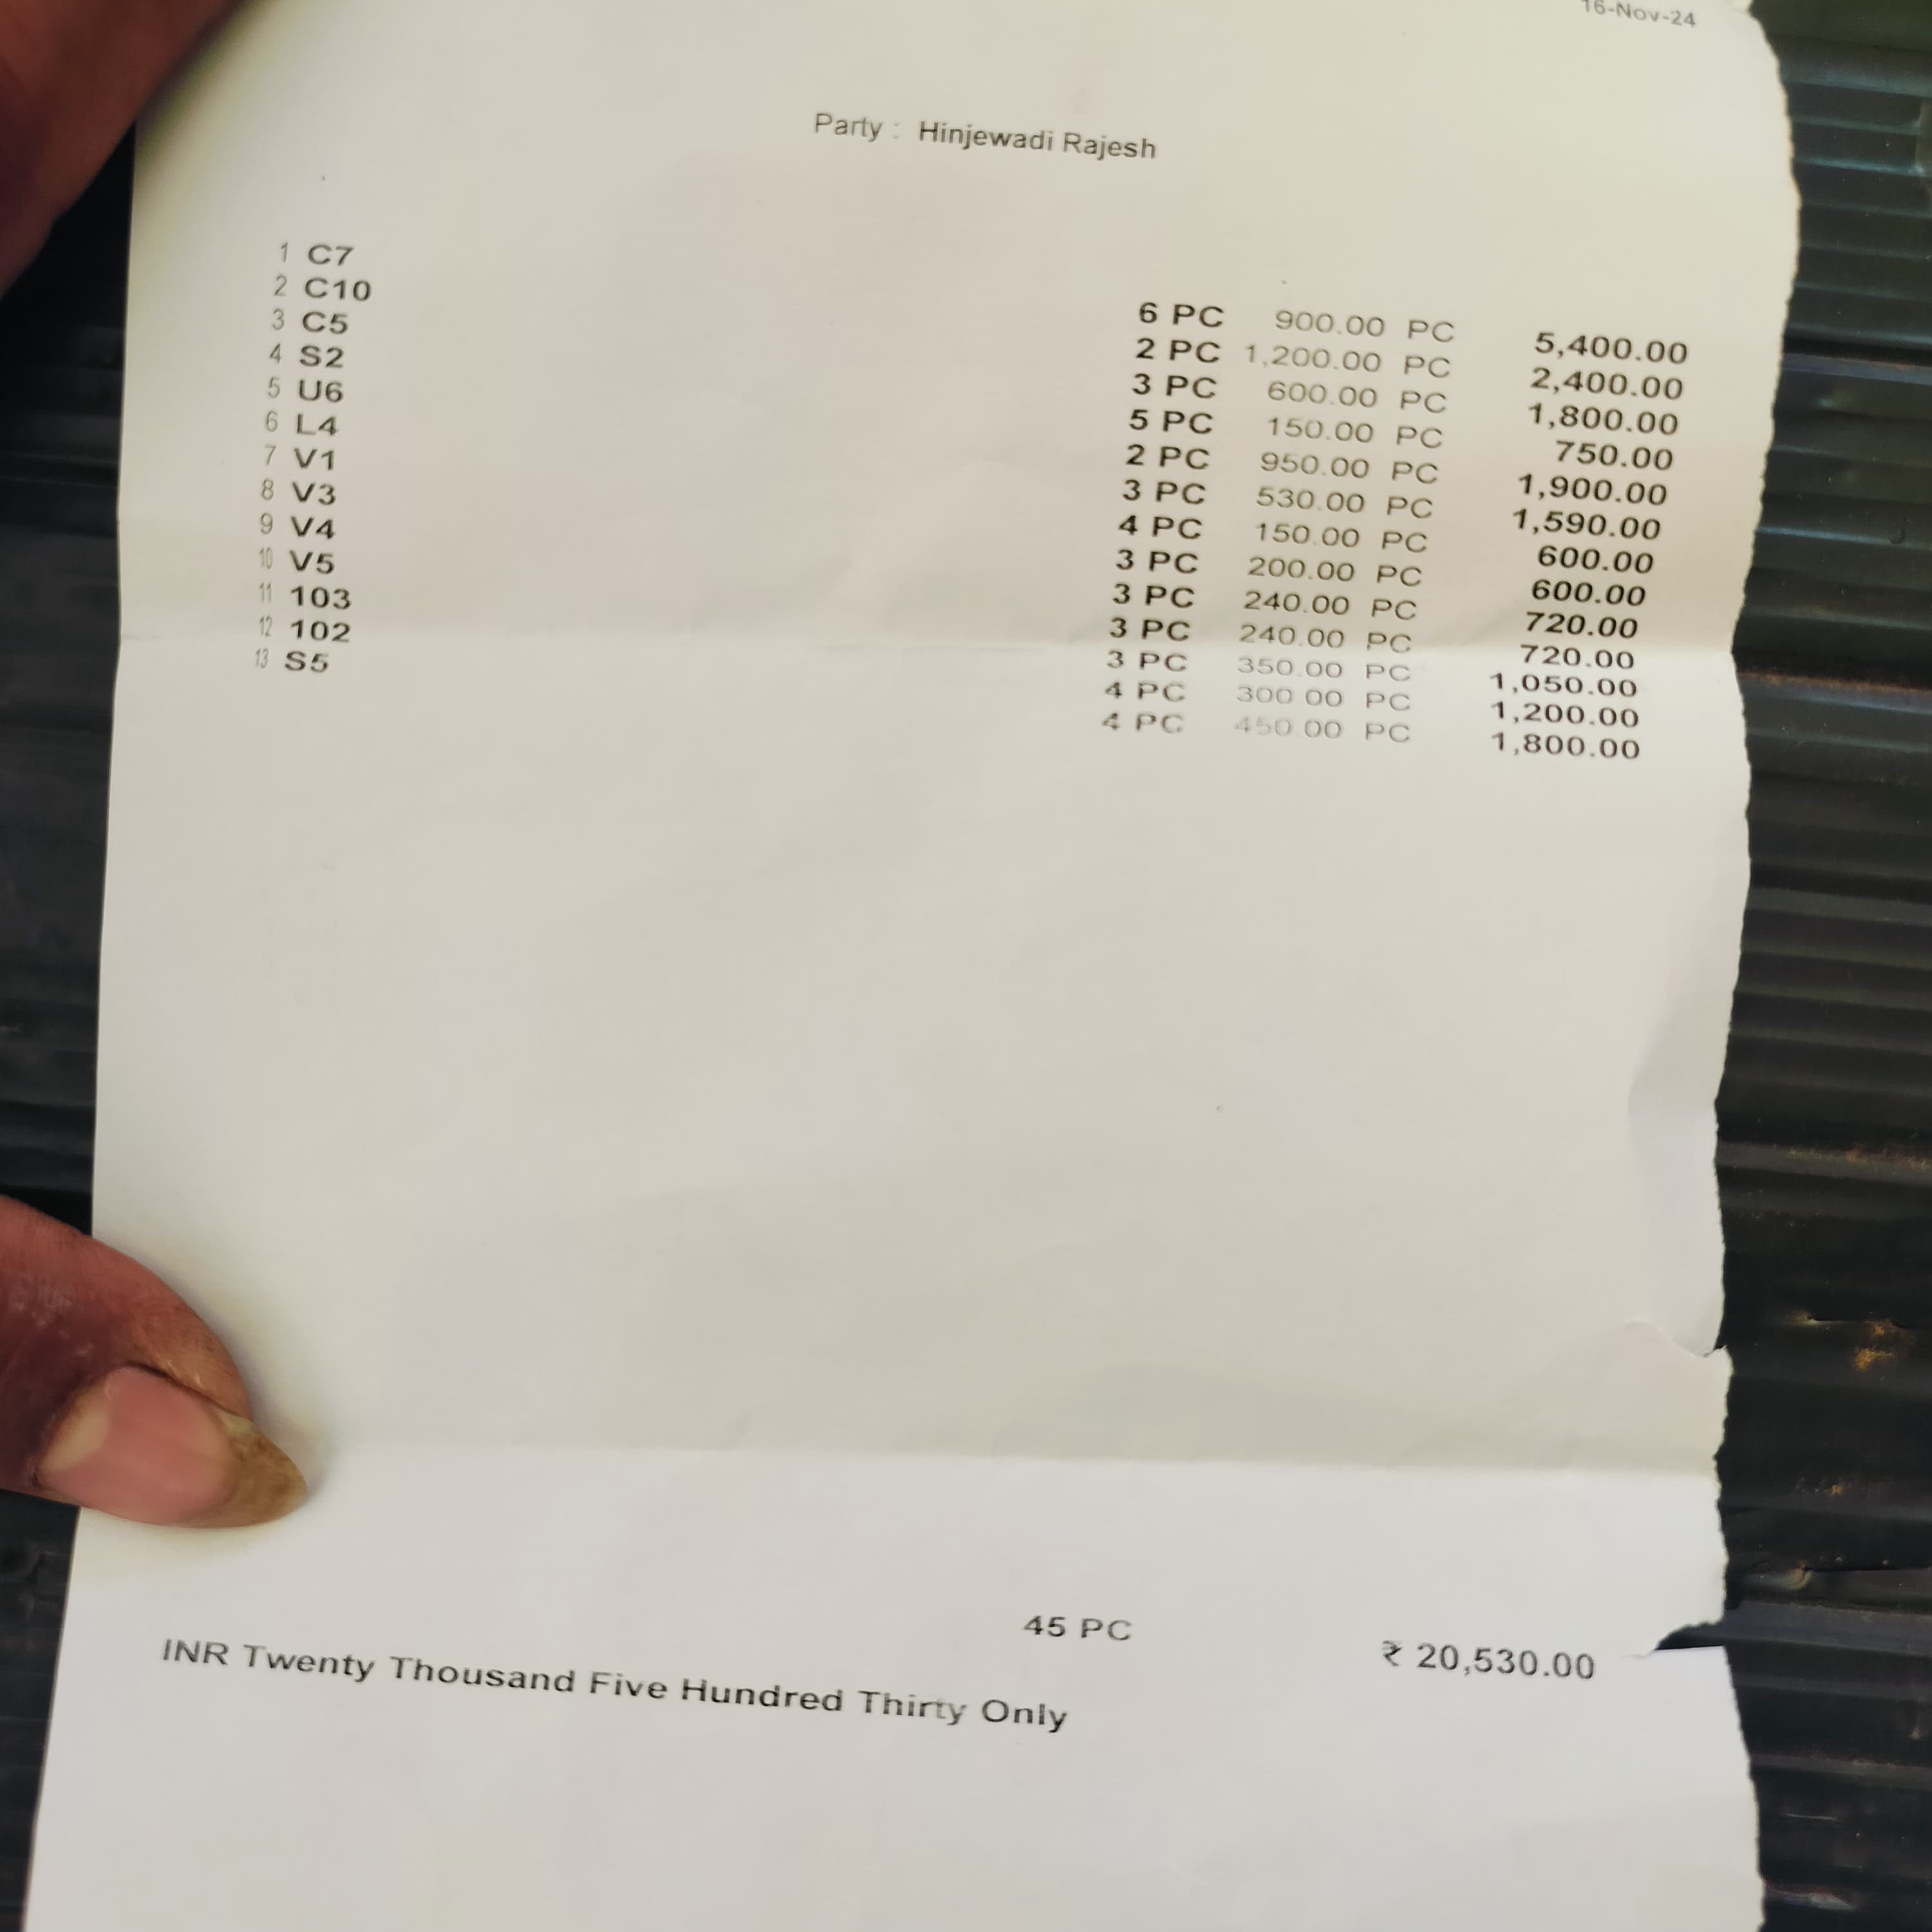 16-Nov-24
Party : Hinjewadi Rajesh
1 C7 6 PC 900.00 PC 5,400.00
2 C10 2 PC 1,200.00 PC 2,400.00
3 C5 3 PC 600.00 PC 1,800.00
4 S2 5 PC 150.00 PC 750.00
5 U6 2 PC 950.00 PC 1,900.00
6 L4 3 PC 530.00 PC 1,590.00
7 V1 4 PC 150.00 PC 600.00
8 V3 3 PC 200.00 PC 600.00
9 V4 3 PC 240.00 PC 720.00
10 V5 3 PC 240.00 PC 720.00
11 103 3 PC 350.00 PC 1,050.00
12 102 4 PC 300.00 PC 1,200.00
13 S5 4 PC 450.00 PC 1,800.00
45 PC ₹ 20,530.00
INR Twenty Thousand Five Hundred Thirty Only